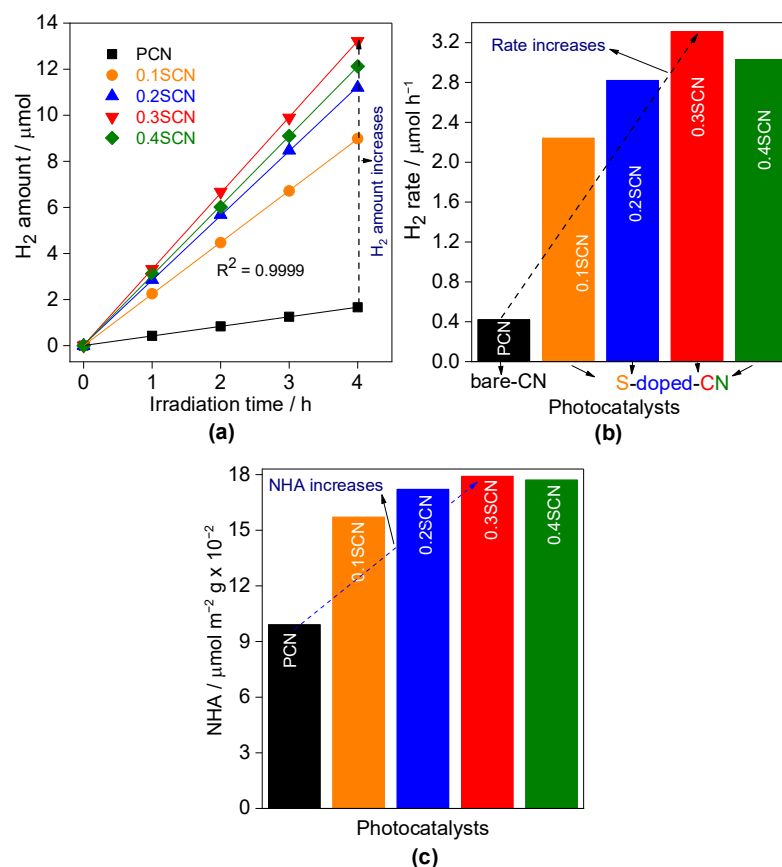 14
12
10
8
6
4
2
0
H₂ amount / μmol
PCN
0.1SCN
0.2SCN
0.3SCN
0.4SCN
R² = 0.9999
H₂ amount increases
0 1 2 3 4
Irradiation time / h
(a)
3.2
2.8
2.4
2.0
1.6
1.2
0.8
0.4
0.0
H₂ rate / μmol h⁻¹
Rate increases
PCN
0.1SCN
0.2SCN
0.3SCN
0.4SCN
bare-CN
S-doped-CN
Photocatalysts
(b)
18
15
12
9
6
3
0
NHA / μmol m⁻² g x 10⁻²
NHA increases
PCN
0.1SCN
0.2SCN
0.3SCN
0.4SCN
Photocatalysts
(c)